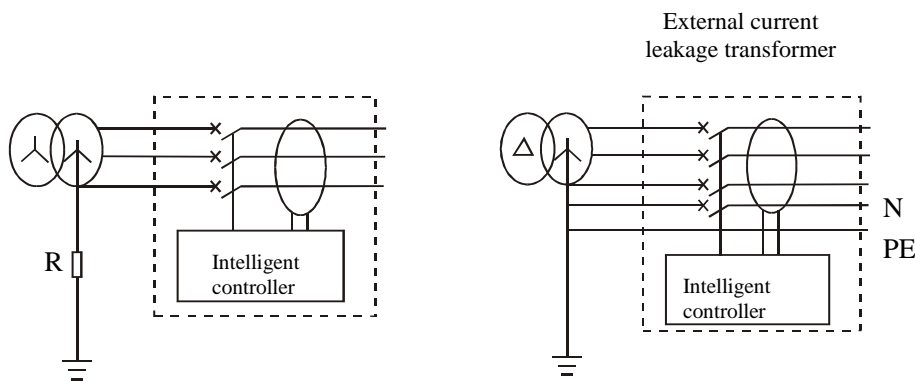 External current
leakage transformer
R
Intelligent
controller
N
PE
Intelligent
controller